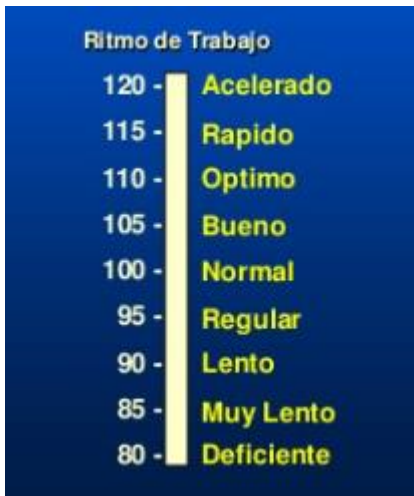 Ritmo de Trabajo
120 - Acelerado
115 - Rapido
110 - Optimo
105 - Bueno
100 - Normal
95 - Regular
90 - Lento
85 - Muy Lento
80 - Deficiente